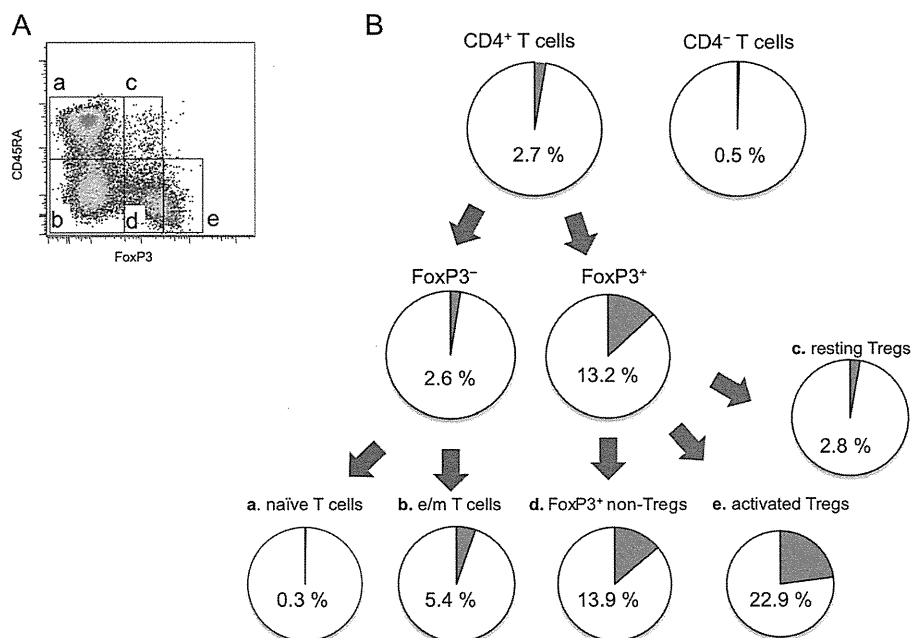 A
a
c
b
d
e
CD45RA
FoxP3
B
CD4⁺ T cells
CD4⁻ T cells
2.7 %
0.5 %
FoxP3⁻
FoxP3⁺
2.6 %
13.2 %
c. resting Tregs
2.8 %
a. naïve T cells
b. e/m T cells
d. FoxP3⁺ non-Tregs
e. activated Tregs
0.3 %
5.4 %
13.9 %
22.9 %